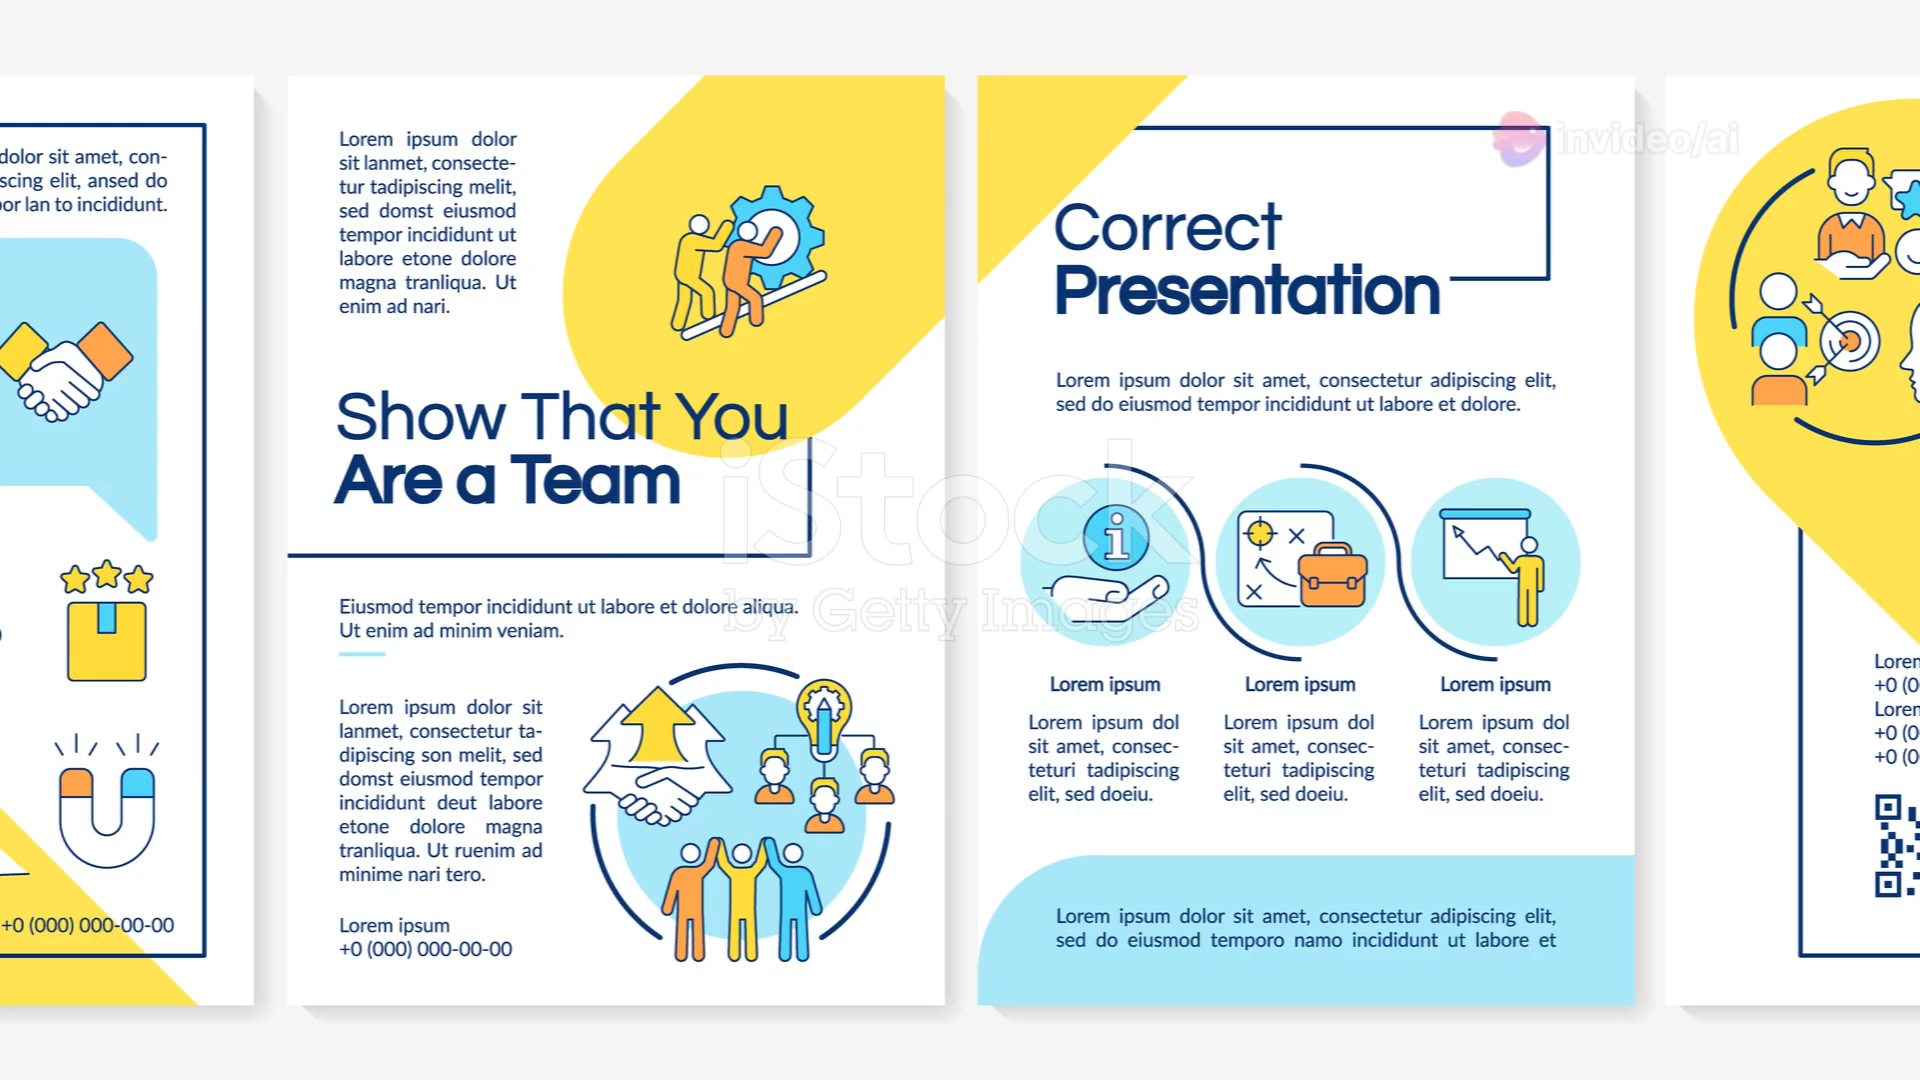 dolor sit amet, con-
scing elit, ansed do
por lan to incididunt.
+0 (000) 000-00-00
Lorem ipsum dolor
sit lanmet, consecte-
tur tadipiscing melit,
sed domst eiusmod
tempor incididunt ut
labore etone dolore
magna tranliqua. Ut
enim ad nari.
Show That You
Are a Team
Eiusmod tempor incididunt ut labore et dolore aliqua.
Ut enim ad minim veniam.
Lorem ipsum dolor sit
lanmet, consectetur ta-
dipiscing son melit, sed
domst eiusmod tempor
incididunt deut labore
etone dolore magna
tranliqua. Ut ruenim ad
minime nari tero.
Lorem ipsum
+0 (000) 000-00-00
Correct
Presentation
Lorem ipsum dolor sit amet, consectetur adipiscing elit,
sed do eiusmod tempor incididunt ut labore et dolore.
Lorem ipsum
Lorem ipsum dol
sit amet, consec-
teturi tadipiscing
elit, sed doeiu.
Lorem ipsum
Lorem ipsum dol
sit amet, consec-
teturi tadipiscing
elit, sed doeiu.
Lorem ipsum
Lorem ipsum dol
sit amet, consec-
teturi tadipiscing
elit, sed doeiu.
Lorem ipsum dolor sit amet, consectetur adipiscing elit,
sed do eiusmod temporo namo incididunt ut labore et
invideo/ai
iStock
by Getty Images
Lorem
+0 (0
Lorem
+0 (0
+0 (0